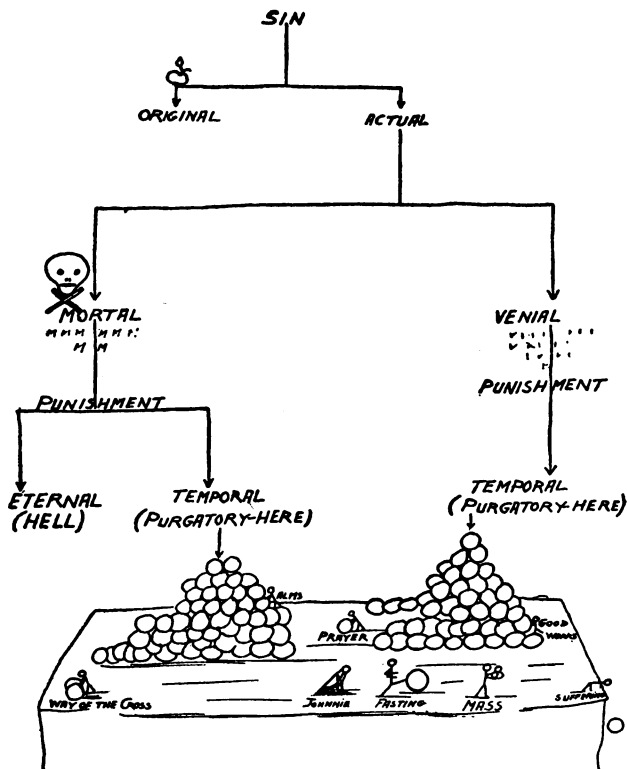 SIN
ORIGINAL
ACTUAL
MORTAL
VENIAL
PUNISHMENT
PUNISHMENT
ETERNAL
(HELL)
TEMPORAL
(PURGATORY-HERE)
TEMPORAL
(PURGATORY-HERE)
ALMS
PRAYER
GOOD
WORKS
WAY OF THE CROSS
JOHNNIE
FASTING
MASS